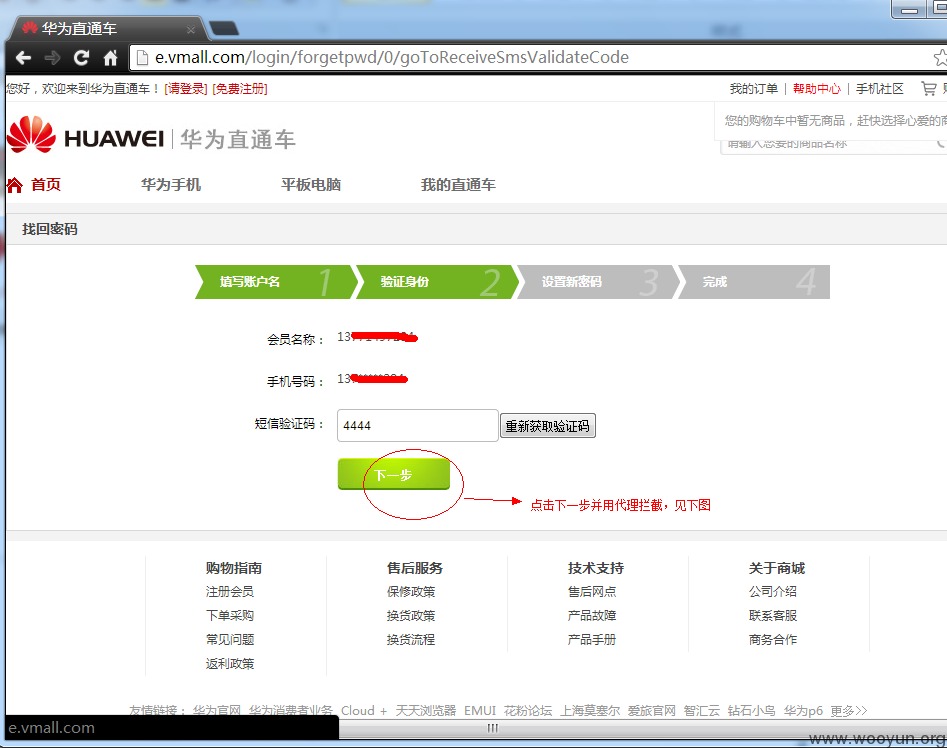 华为直通车
e.vmall.com/login/forgetpwd/0/goToReceiveSmsValidateCode
您好，欢迎来到华为直通车！ [请登录] [免费注册]
我的订单 | 帮助中心 | 手机社区
您的购物车中暂无商品，赶快选择心爱的商
请输入您要的商品名称
HUAWEI 华为直通车
首页 华为手机 平板电脑 我的直通车
找回密码
填写账户名 1 验证身份 2 设置新密码 3 完成 4
会员名称： 13
手机号码： 13
短信验证码： 4444 重新获取验证码
下一步
点击下一步并用代理拦截，见下图
购物指南 售后服务 技术支持 关于商城
注册会员 保修政策 售后网点 公司介绍
下单采购 换货政策 产品故障 联系客服
常见问题 换货流程 产品手册 商务合作
返利政策
友情链接： 华为官网 华为消费者业务 Cloud + 天天浏览器 EMUI 花粉论坛 上海莫塞尔 爱旅官网 智汇云 钻石小鸟 华为p6 更多>>
e.vmall.com
www.wooyun.org